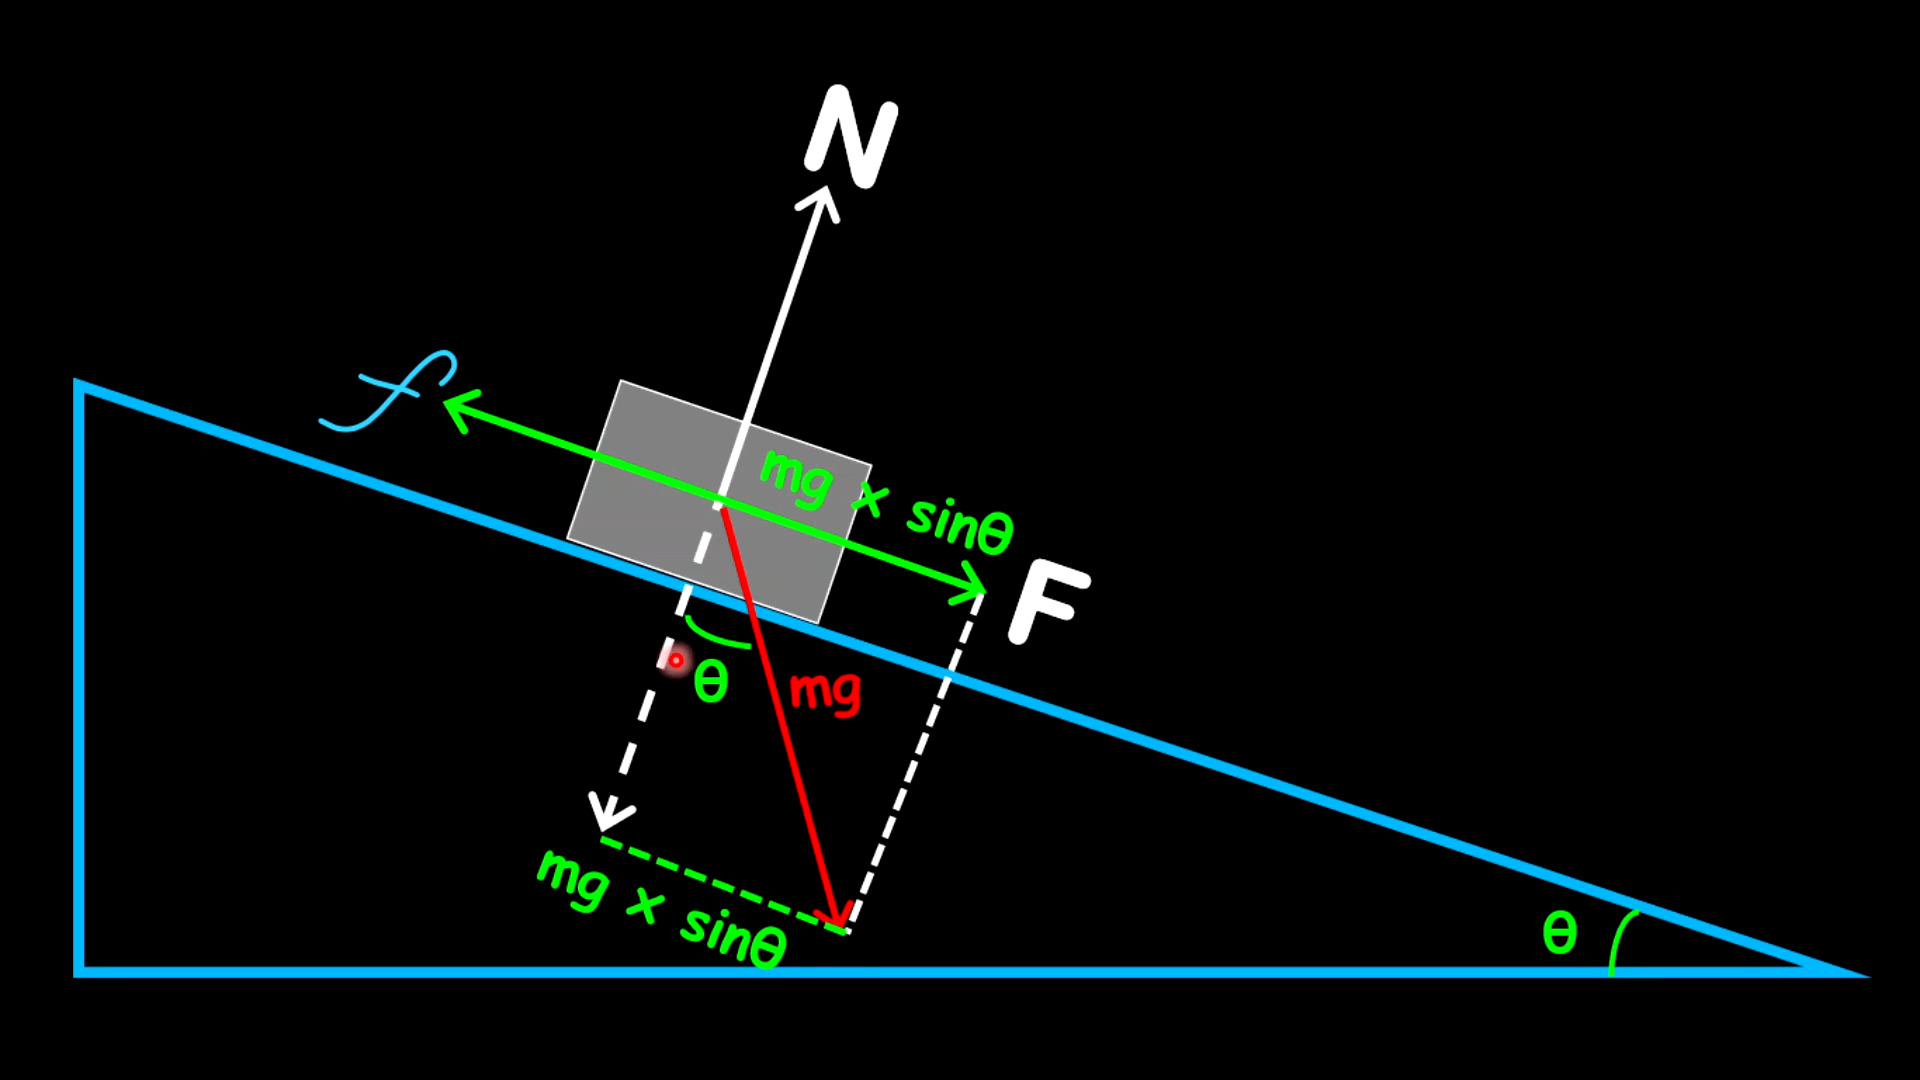 N
f
mg × sinθ
F
θ
mg
mg × sinθ
θ